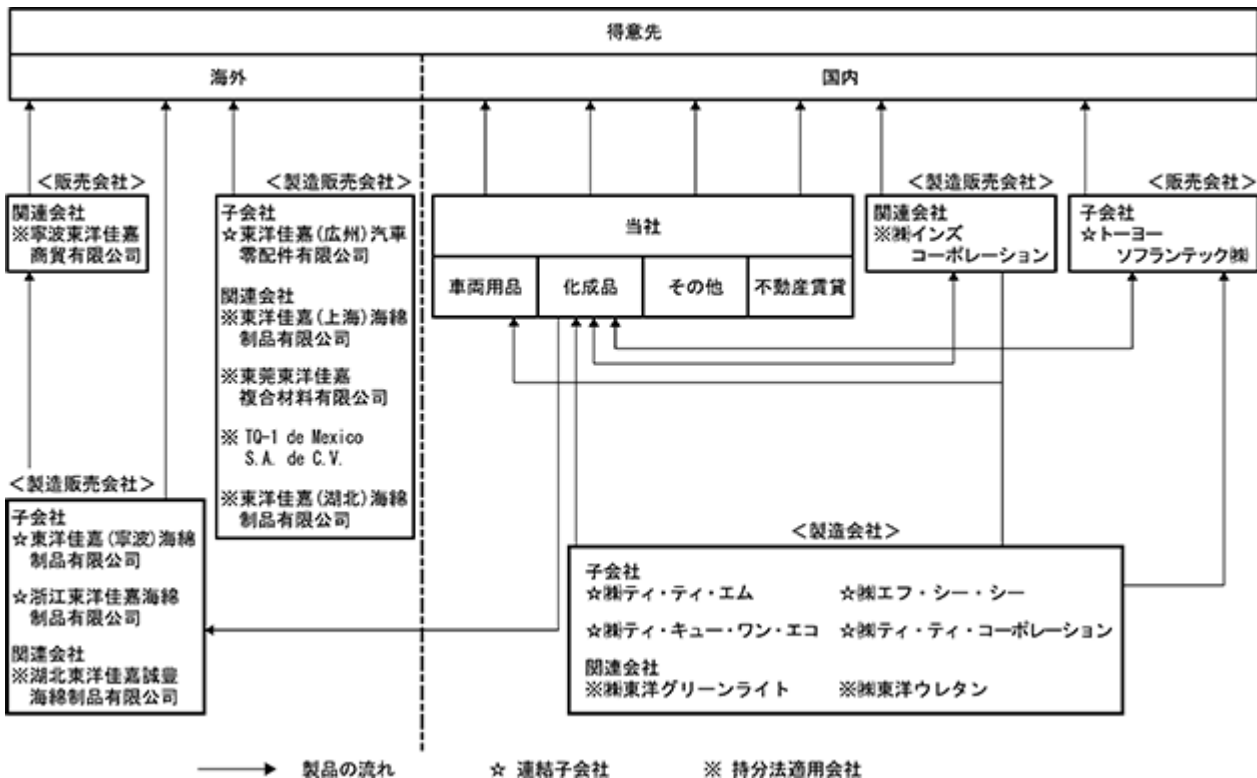 得意先
海外
国内
＜販売会社＞
関連会社
※寧波東洋佳嘉
商貿有限公司
＜製造販売会社＞
子会社
☆東洋佳嘉(広州)汽車
零配件有限公司
関連会社
※東洋佳嘉(上海)海綿
制品有限公司
※東莞東洋佳嘉
複合材料有限公司
※ TQ-1 de Mexico
S.A. de C.V.
※東洋佳嘉(湖北)海綿
制品有限公司
当社
車両用品
化成品
その他
不動産賃貸
＜製造販売会社＞
関連会社
※㈱インズ
コーポレーション
＜販売会社＞
子会社
☆トーヨー
ソフランテック㈱
＜製造販売会社＞
子会社
☆東洋佳嘉(寧波)海綿
制品有限公司
☆浙江東洋佳嘉海綿
制品有限公司
関連会社
※湖北東洋佳嘉誠豊
海綿制品有限公司
＜製造会社＞
子会社
☆㈱ティ・ティ・エム
☆㈱エフ・シー・シー
☆㈱ティ・キュー・ワン・エコ
☆㈱ティ・ティ・コーポレーション
関連会社
※㈱東洋グリーンライト
※㈱東洋ウレタン
製品の流れ
☆ 連結子会社
※ 持分法適用会社